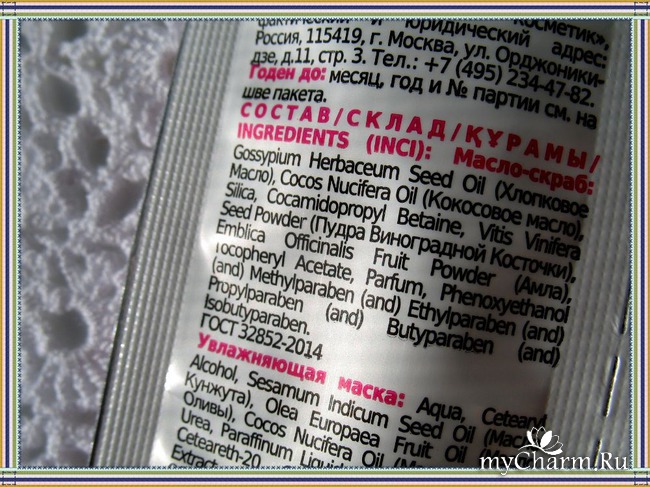 фактический и юридический адрес:
Россия, 115419, г. Москва, ул. Орджоники-
дзе, д.11, стр. 3. Тел.: +7 (495) 234-47-82.
Годен до: месяц, год и № партии см. на
шве пакета.
СОСТАВ/СКЛАД/ҚҰРАМЫ/
INGREDIENTS (INCI): Масло-скраб:
Gossypium Herbaceum Seed Oil (Хлопковое
Масло), Cocos Nucifera Oil (Кокосовое масло),
Silica, Cocamidopropyl Betaine, Vitis Vinifera
Seed Powder (Пудра Виноградной Косточки),
Emblica Officinalis Fruit Powder (Амла),
Tocopheryl Acetate, Parfum, Phenoxyethanol
(and) Methylparaben (and) Ethylparaben (and)
Propylparaben (and) Butyparaben (and)
Isobutyparaben.
ГОСТ 32852-2014
Увлажняющая маска: Aqua,
Alcohol, Sesamum Indicum Seed Oil
Кунжута), Olea Europaea Fruit Oil
Оливы), Cocos Nucifera Oil
Urea, Paraffinum
Ceteareth-20
Extract
myCharm.Ru